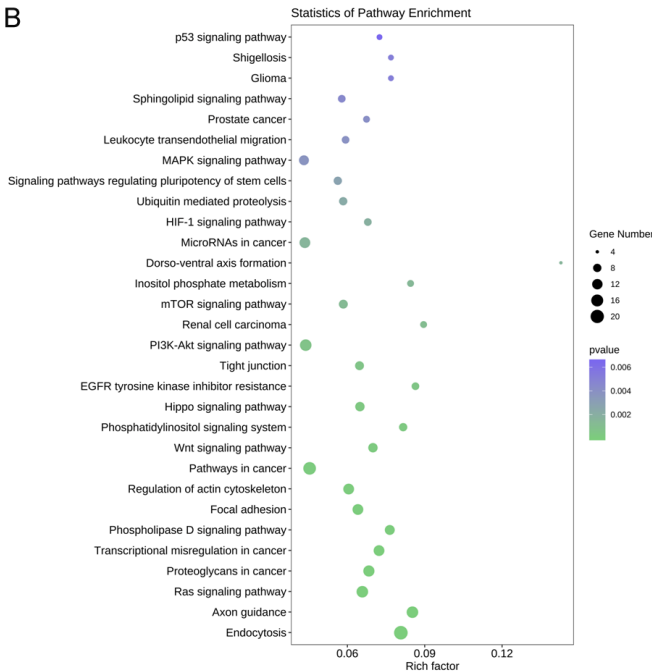 B
Statistics of Pathway Enrichment
p53 signaling pathway
Shigellosis
Glioma
Sphingolipid signaling pathway
Prostate cancer
Leukocyte transendothelial migration
MAPK signaling pathway
Signaling pathways regulating pluripotency of stem cells
Ubiquitin mediated proteolysis
HIF-1 signaling pathway
MicroRNAs in cancer
Dorso-ventral axis formation
Inositol phosphate metabolism
mTOR signaling pathway
Renal cell carcinoma
PI3K-Akt signaling pathway
Tight junction
EGFR tyrosine kinase inhibitor resistance
Hippo signaling pathway
Phosphatidylinositol signaling system
Wnt signaling pathway
Pathways in cancer
Regulation of actin cytoskeleton
Focal adhesion
Phospholipase D signaling pathway
Transcriptional misregulation in cancer
Proteoglycans in cancer
Ras signaling pathway
Axon guidance
Endocytosis
0.06 0.09 0.12
Rich factor
Gene Number
4
8
12
16
20
pvalue
0.006
0.004
0.002